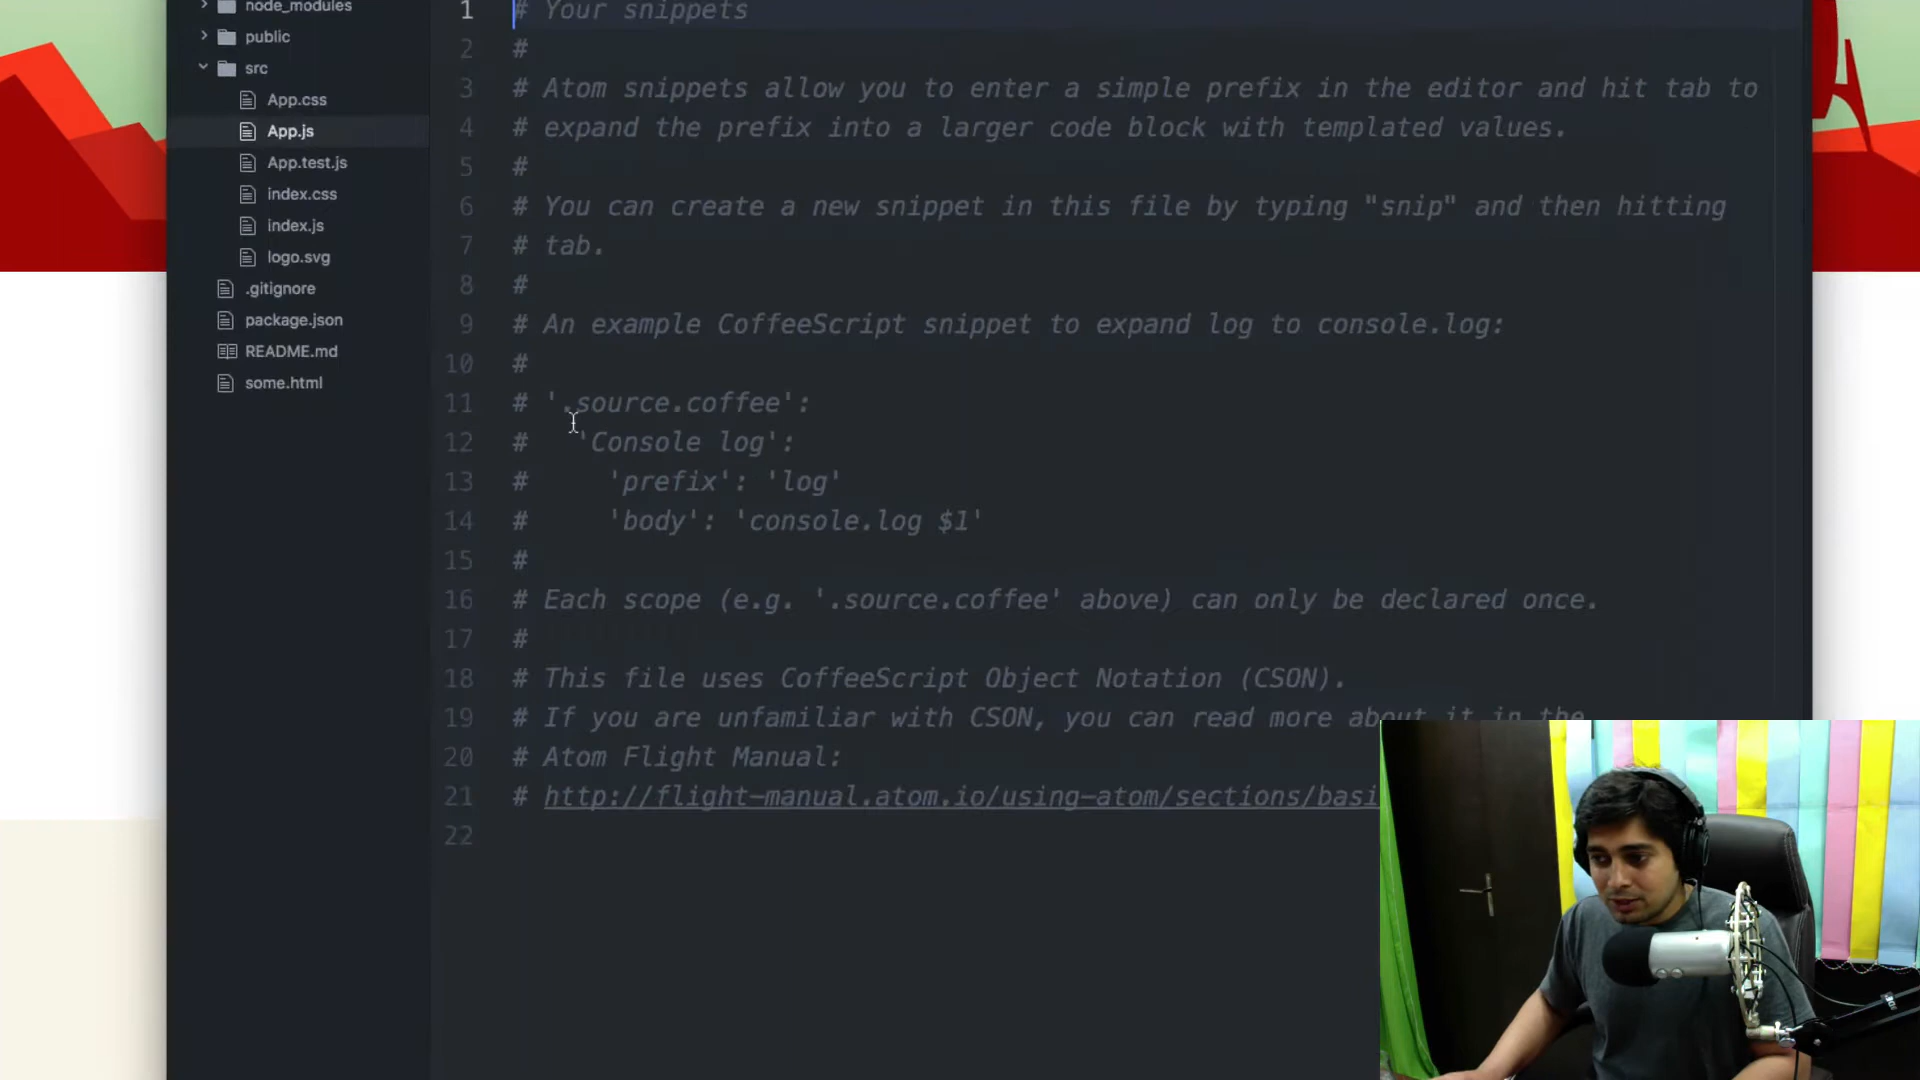 node_modules
public
src
App.css
App.js
App.test.js
index.css
index.js
logo.svg
.gitignore
package.json
README.md
some.html
1 # Your snippets
2 #
3 # Atom snippets allow you to enter a simple prefix in the editor and hit tab to
4 # expand the prefix into a larger code block with templated values.
5 #
6 # You can create a new snippet in this file by typing "snip" and then hitting
7 # tab.
8 #
9 # An example CoffeeScript snippet to expand log to console.log:
10 #
11 # '.source.coffee':
12 #   'Console log':
13 #     'prefix': 'log'
14 #     'body': 'console.log $1'
15 #
16 # Each scope (e.g. '.source.coffee' above) can only be declared once.
17 #
18 # This file uses CoffeeScript Object Notation (CSON).
19 # If you are unfamiliar with CSON, you can read more about it in the
20 # Atom Flight Manual:
21 # http://flight-manual.atom.io/using-atom/sections/basi
22